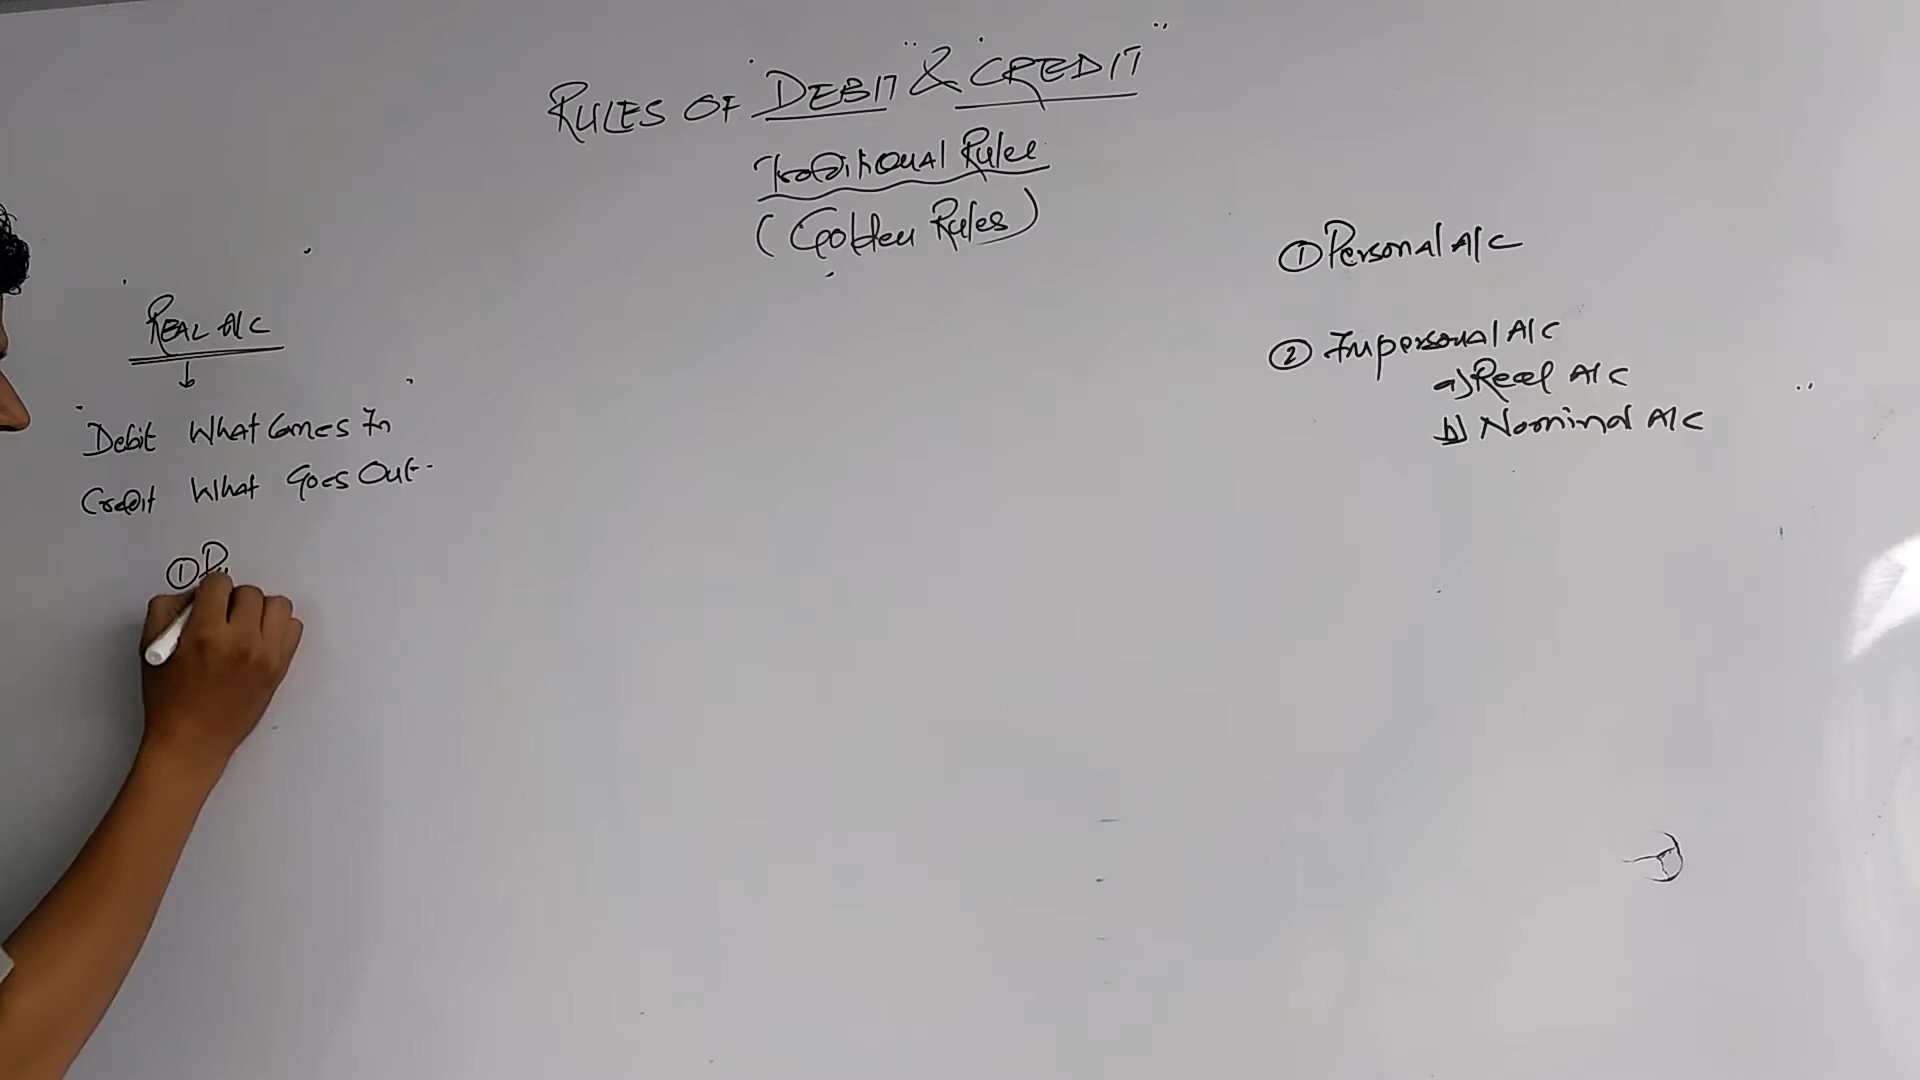 RULES OF "DEBIT" & "CREDIT"
Traditional Rules
(Golden Rules)
REAL A/C
"Debit What Comes In
Credit What Goes Out"
①
① Personal A/C
② Impersonal A/C
a) Real A/C
b) Nominal A/C